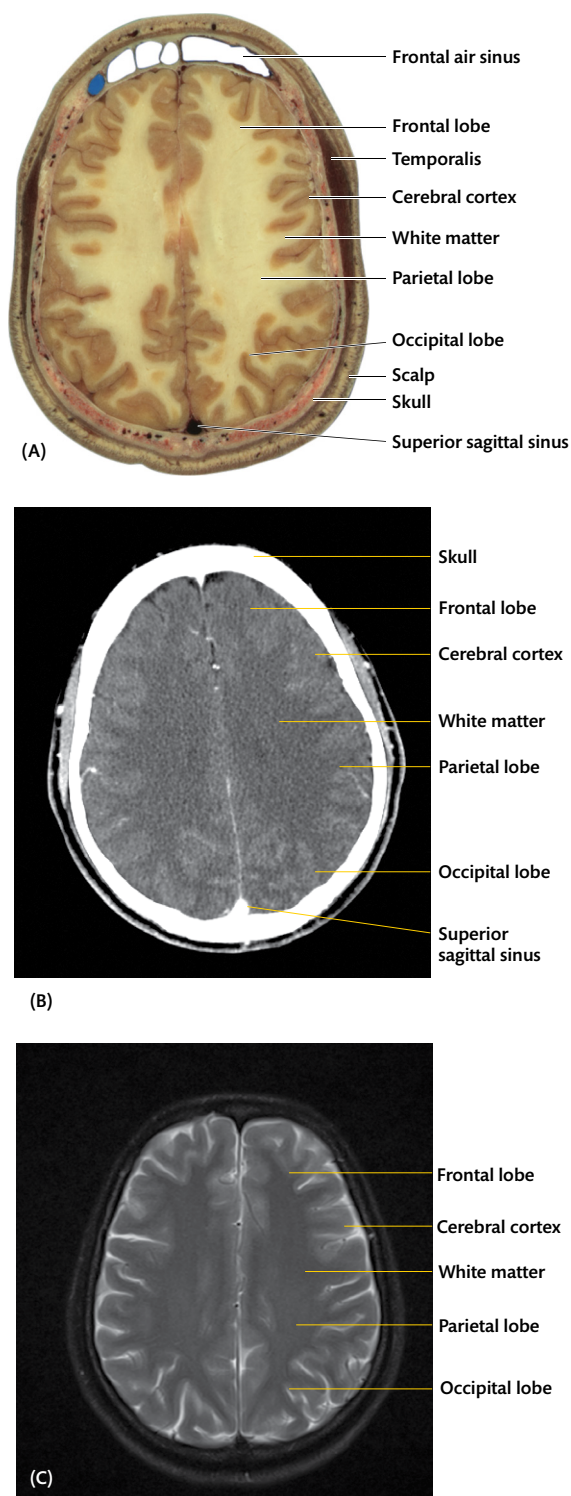 Frontal air sinus
Frontal lobe
Temporalis
Cerebral cortex
White matter
Parietal lobe
Occipital lobe
Scalp
Skull
Superior sagittal sinus
(A)
Skull
Frontal lobe
Cerebral cortex
White matter
Parietal lobe
Occipital lobe
Superior
sagittal sinus
(B)
Frontal lobe
Cerebral cortex
White matter
Parietal lobe
Occipital lobe
(C)